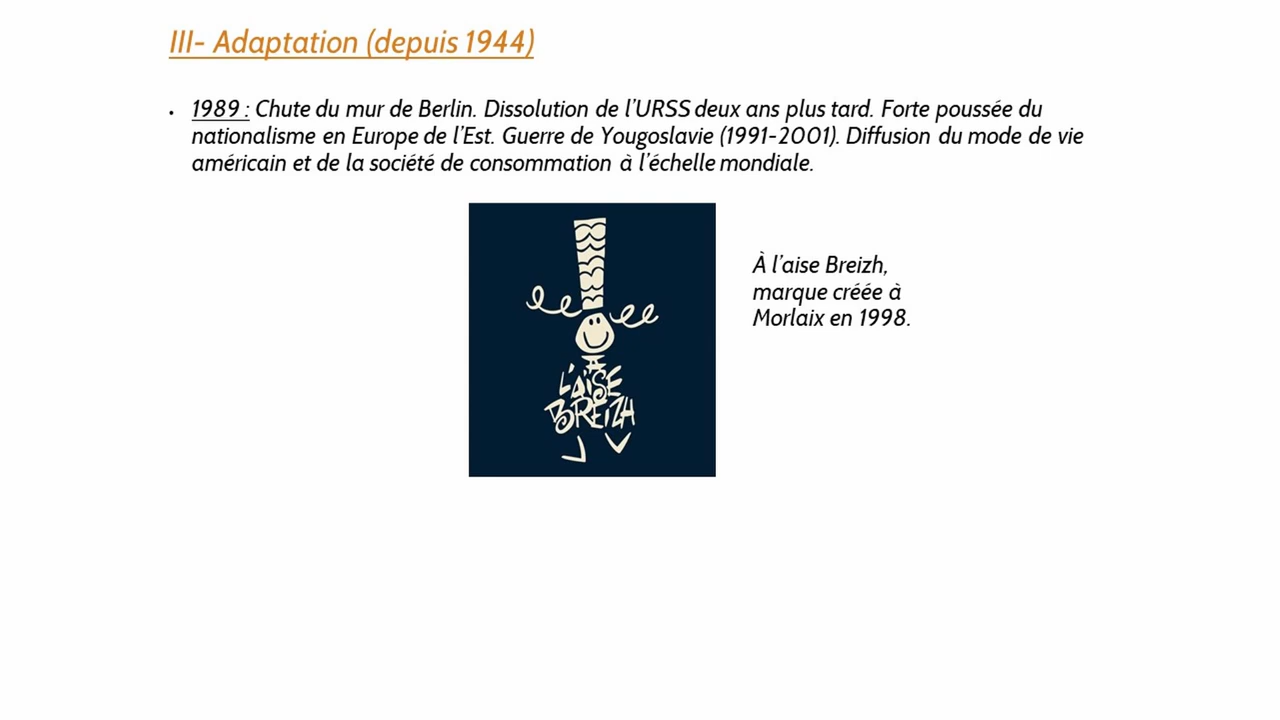 III- Adaptation (depuis 1944)
• 1989 : Chute du mur de Berlin. Dissolution de l’URSS deux ans plus tard. Forte poussée du
nationalisme en Europe de l’Est. Guerre de Yougoslavie (1991-2001). Diffusion du mode de vie
américain et de la société de consommation à l’échelle mondiale.
À
L'AISE
BREIZH
À l’aise Breizh,
marque créée à
Morlaix en 1998.